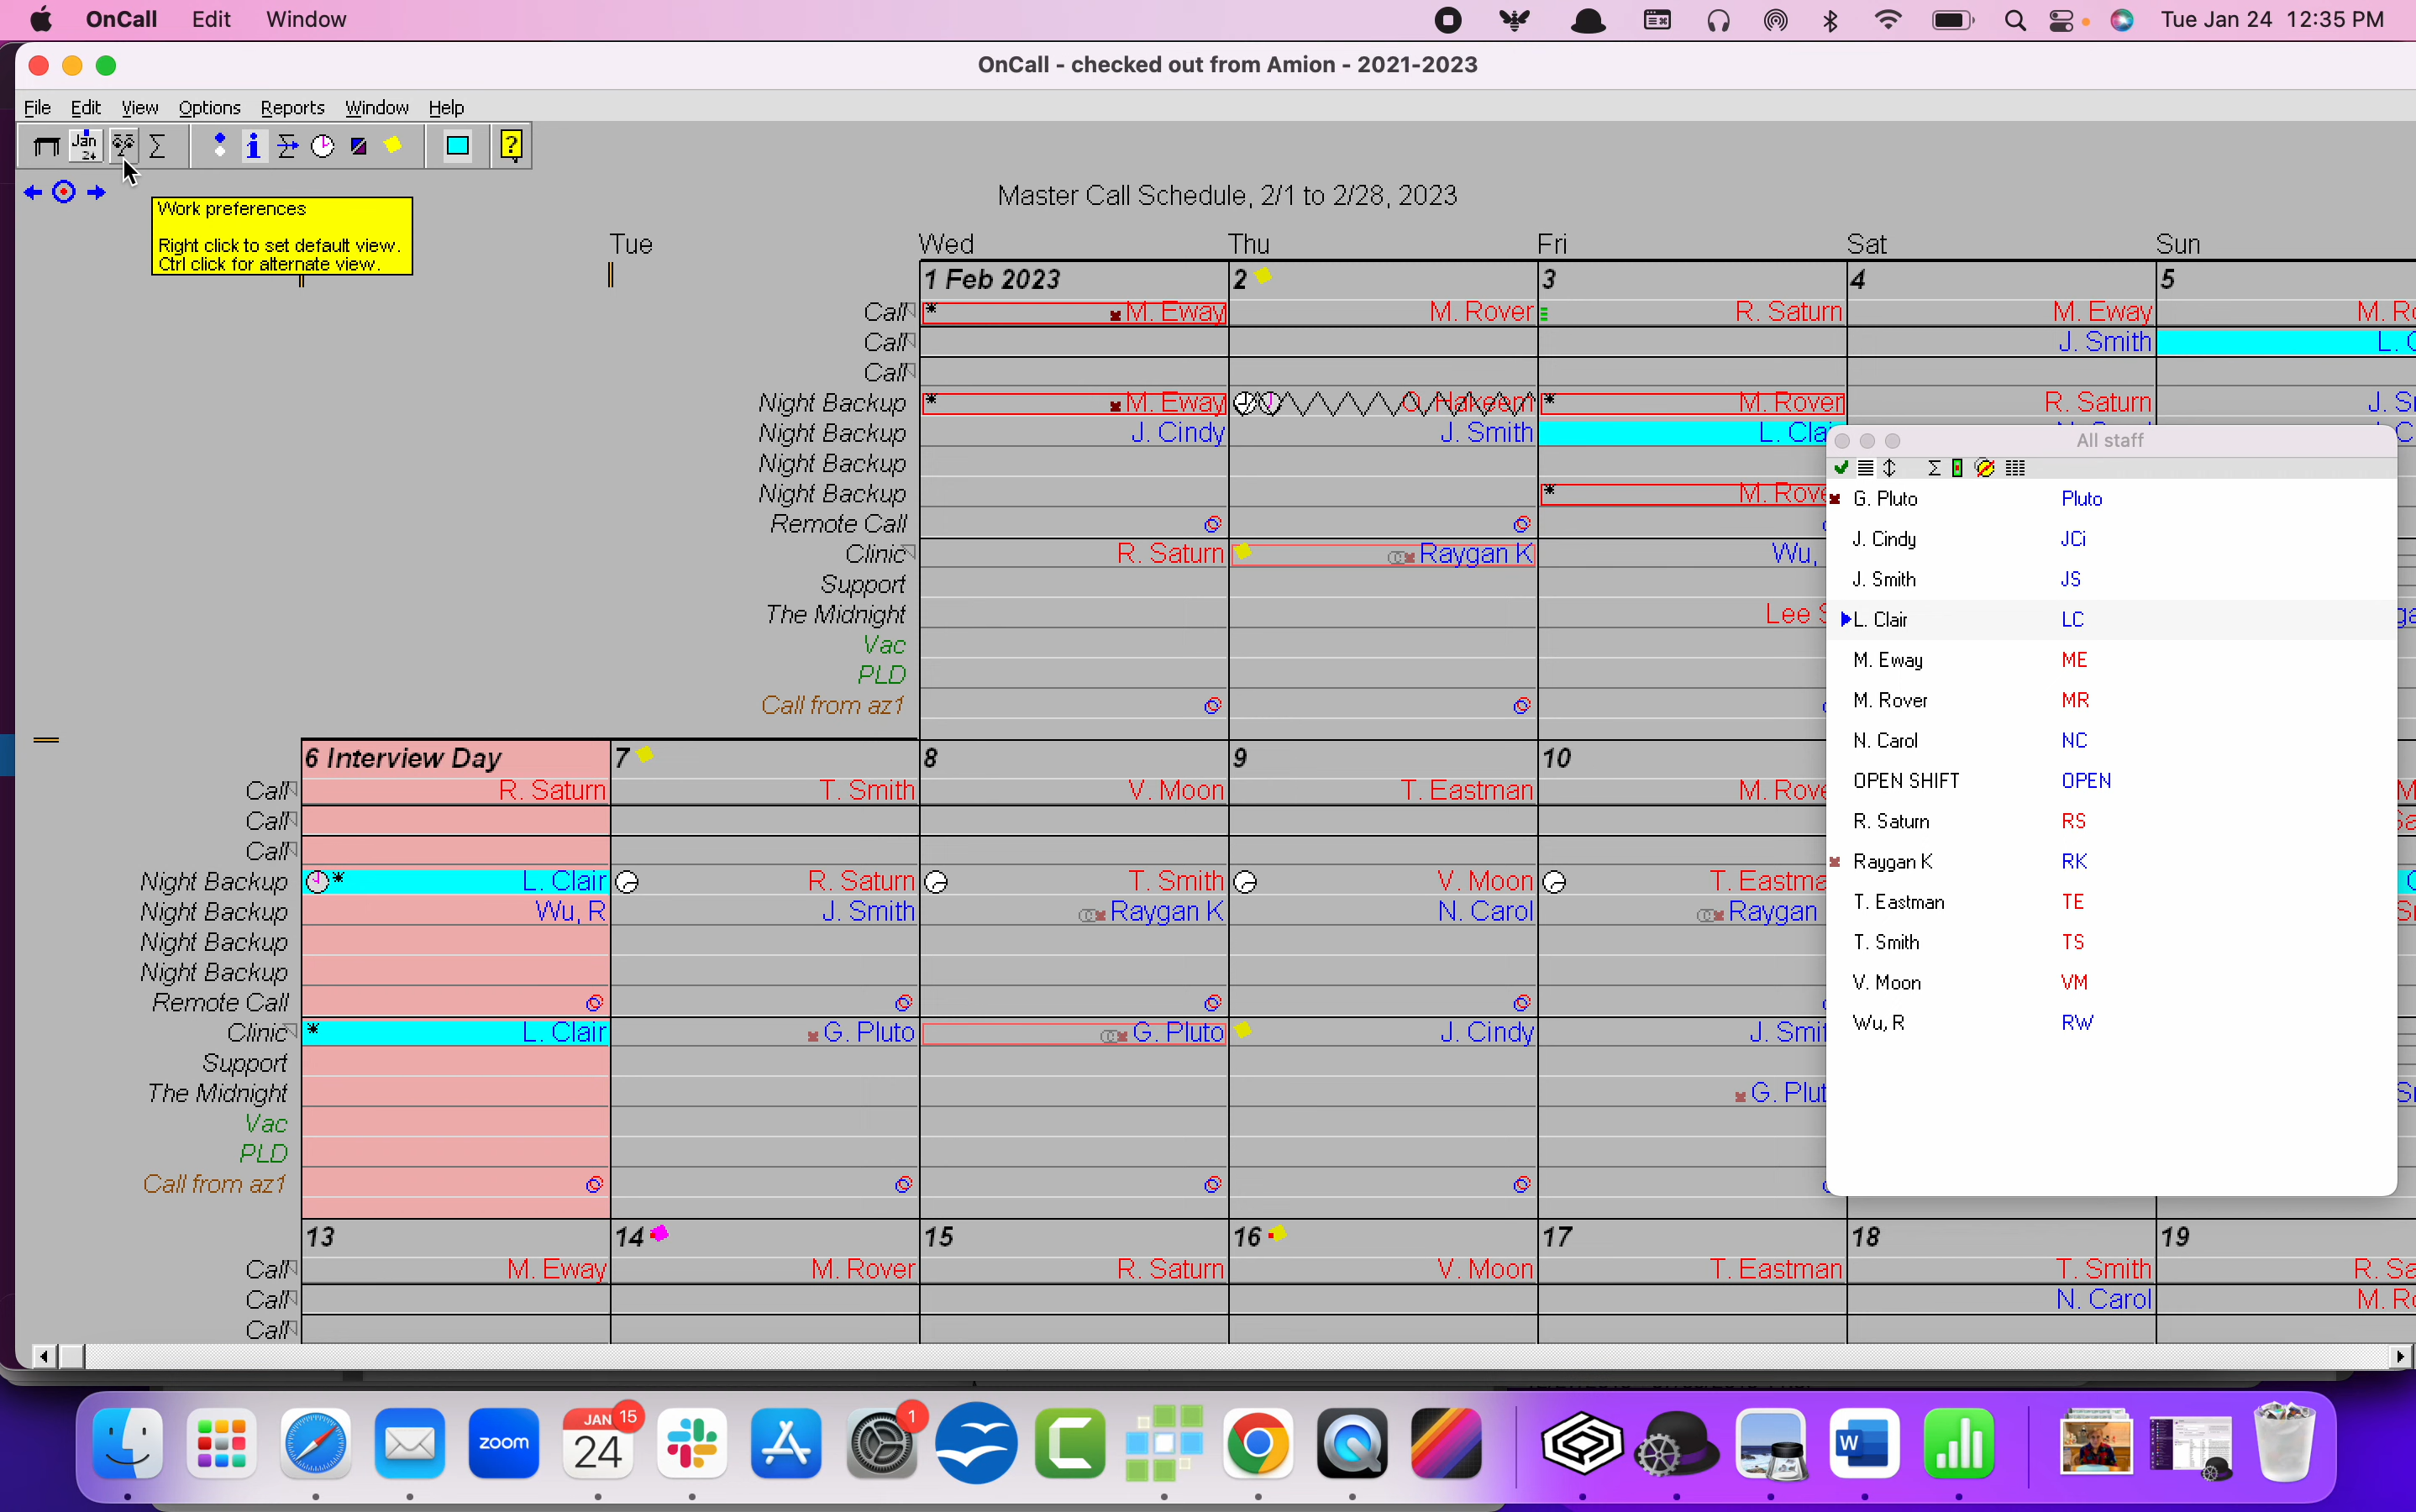 OnCall Edit Window Tue Jan 24 12:35 PM
OnCall - checked out from Amion - 2021-2023
File Edit View Options Reports Window Help
Jan
Master Call Schedule, 2/1 to 2/28, 2023
Work preferences
Right click to set default view.
Ctrl click for alternate view.
Tue Wed Thu Fri Sat Sun
1 Feb 2023 2 3 4 5
Call * M. Eway M. Rover R. Saturn M. Eway
Call J. Smith
Call
Night Backup * M. Eway O. Hakeem * M. Rover R. Saturn
Night Backup J. Cindy J. Smith
Night Backup
Night Backup *
Remote Call
Clinic R. Saturn Raygan K Wu,
Support
The Midnight Lee
Vac
PLD
Call from az1
6 Interview Day 7 8 9 10
Call R. Saturn T. Smith V. Moon T. Eastman
Call
Call
Night Backup * L. Clair R. Saturn T. Smith V. Moon
Night Backup Wu, R J. Smith Raygan K N. Carol Raygan
Night Backup
Night Backup
Remote Call
Clinic * L. Clair G. Pluto G. Pluto J. Cindy
Support
The Midnight
Vac
PLD
Call from az1
13 14 15 16 17 18 19
Call M. Eway M. Rover R. Saturn V. Moon T. Eastman T. Smith
Call N. Carol
Call
All staff
G. Pluto Pluto
J. Cindy JCi
J. Smith JS
L. Clair LC
M. Eway ME
M. Rover MR
N. Carol NC
OPEN SHIFT OPEN
R. Saturn RS
Raygan K RK
T. Eastman TE
T. Smith TS
V. Moon VM
Wu, R RW
zoom
JAN 15
24
1
W